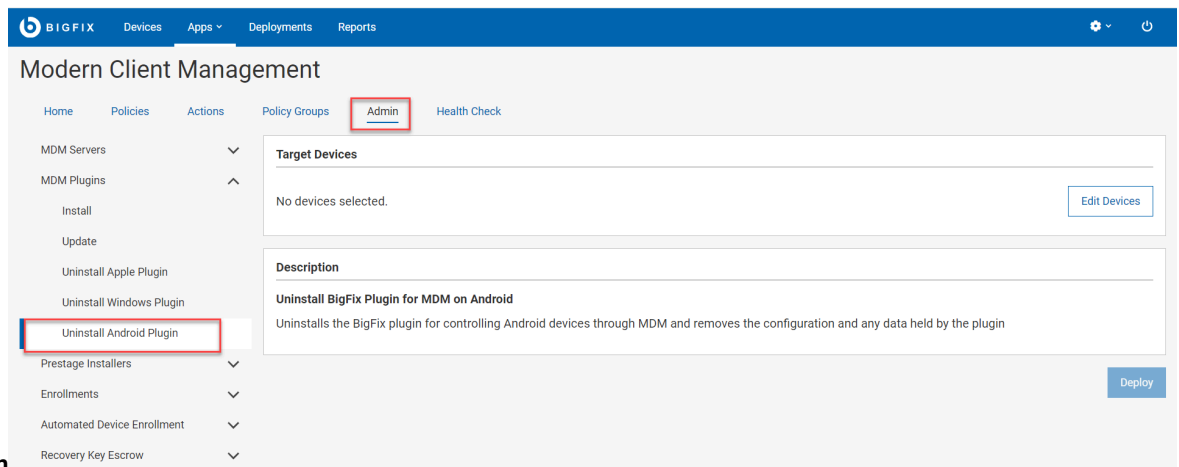 BIGFIX Devices Apps Deployments Reports
Modern Client Management
Home Policies Actions Policy Groups Admin Health Check
MDM Servers
MDM Plugins
Install
Update
Uninstall Apple Plugin
Uninstall Windows Plugin
Uninstall Android Plugin
Prestage Installers
Enrollments
Automated Device Enrollment
Recovery Key Escrow
Target Devices
No devices selected.
Edit Devices
Description
Uninstall BigFix Plugin for MDM on Android
Uninstalls the BigFix plugin for controlling Android devices through MDM and removes the configuration and any data held by the plugin
Deploy